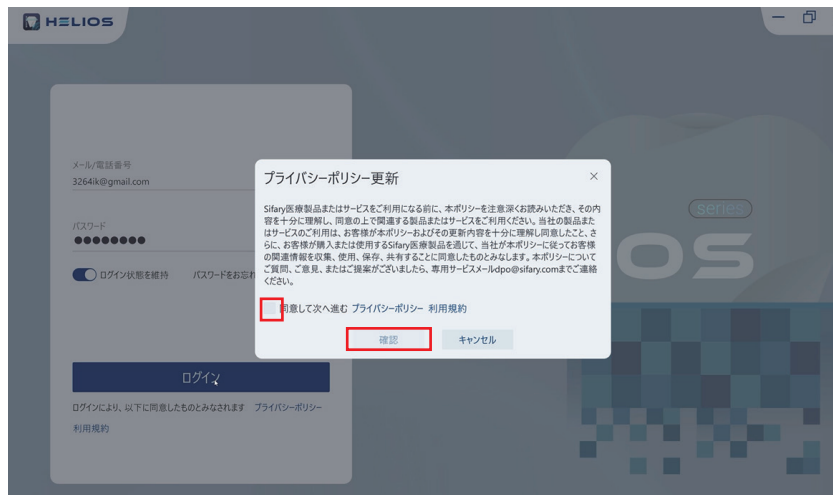 HELIOS
メール/電話番号
3264ik@gmail.com
パスワード
ログイン状態を維持
パスワードをお忘れ
ログイン
ログインにより、以下に同意したものとみなされます プライバシーポリシー
利用規約
プライバシーポリシー更新
Sifary医療製品またはサービスをご利用になる前に、本ポリシーを注意深くお読みいただき、その内
容を十分に理解し、同意の上で関連する製品またはサービスをご利用ください。当社の製品また
はサービスのご利用は、お客様が本ポリシーおよびその更新内容を十分に理解し同意したこと、さ
らに、お客様が購入または使用するSifary医療製品を通じて、当社が本ポリシーに従ってお客様
の関連情報を収集、使用、保存、共有することに同意したものとみなします。本ポリシーについて
ご質問、ご意見、またはご提案がございましたら、専用サービスメールdpo@sifary.comまでご連絡
ください。
同意して次へ進む プライバシーポリシー 利用規約
確認
キャンセル
series
OS